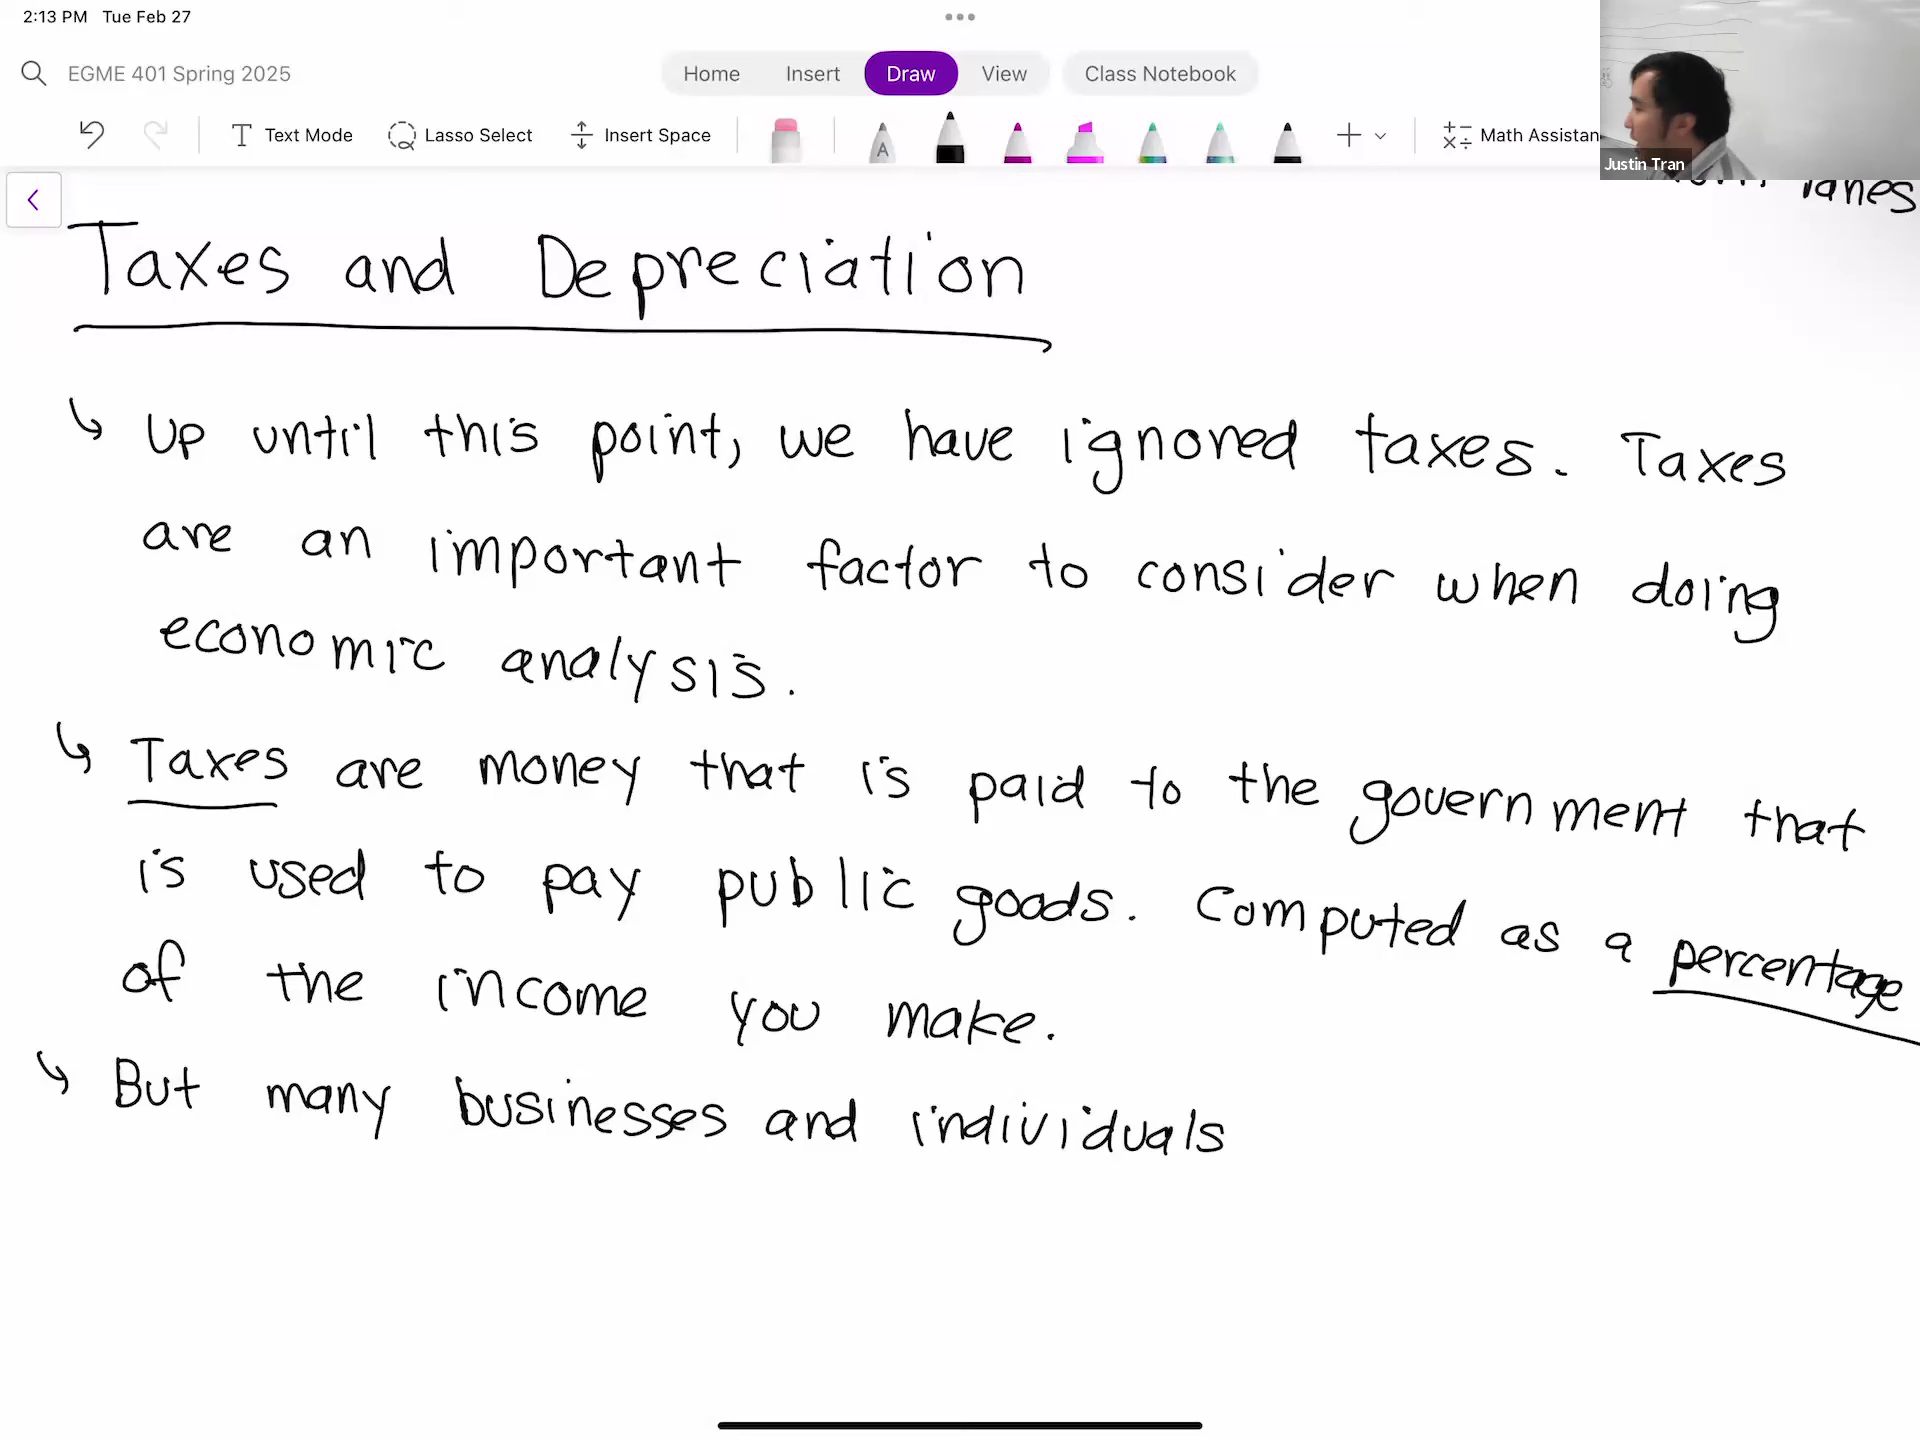 2:13 PM Tue Feb 27
EGME 401 Spring 2025
Home Insert Draw View Class Notebook
Text Mode Lasso Select Insert Space A Math Assistan
Justin Tran
Taxes and Depreciation
Up until this point, we have ignored taxes. Taxes
are an important factor to consider when doing
economic analysis.
Taxes are money that is paid to the government that
is used to pay public goods. Computed as a percentage
of the income you make.
But many businesses and individuals